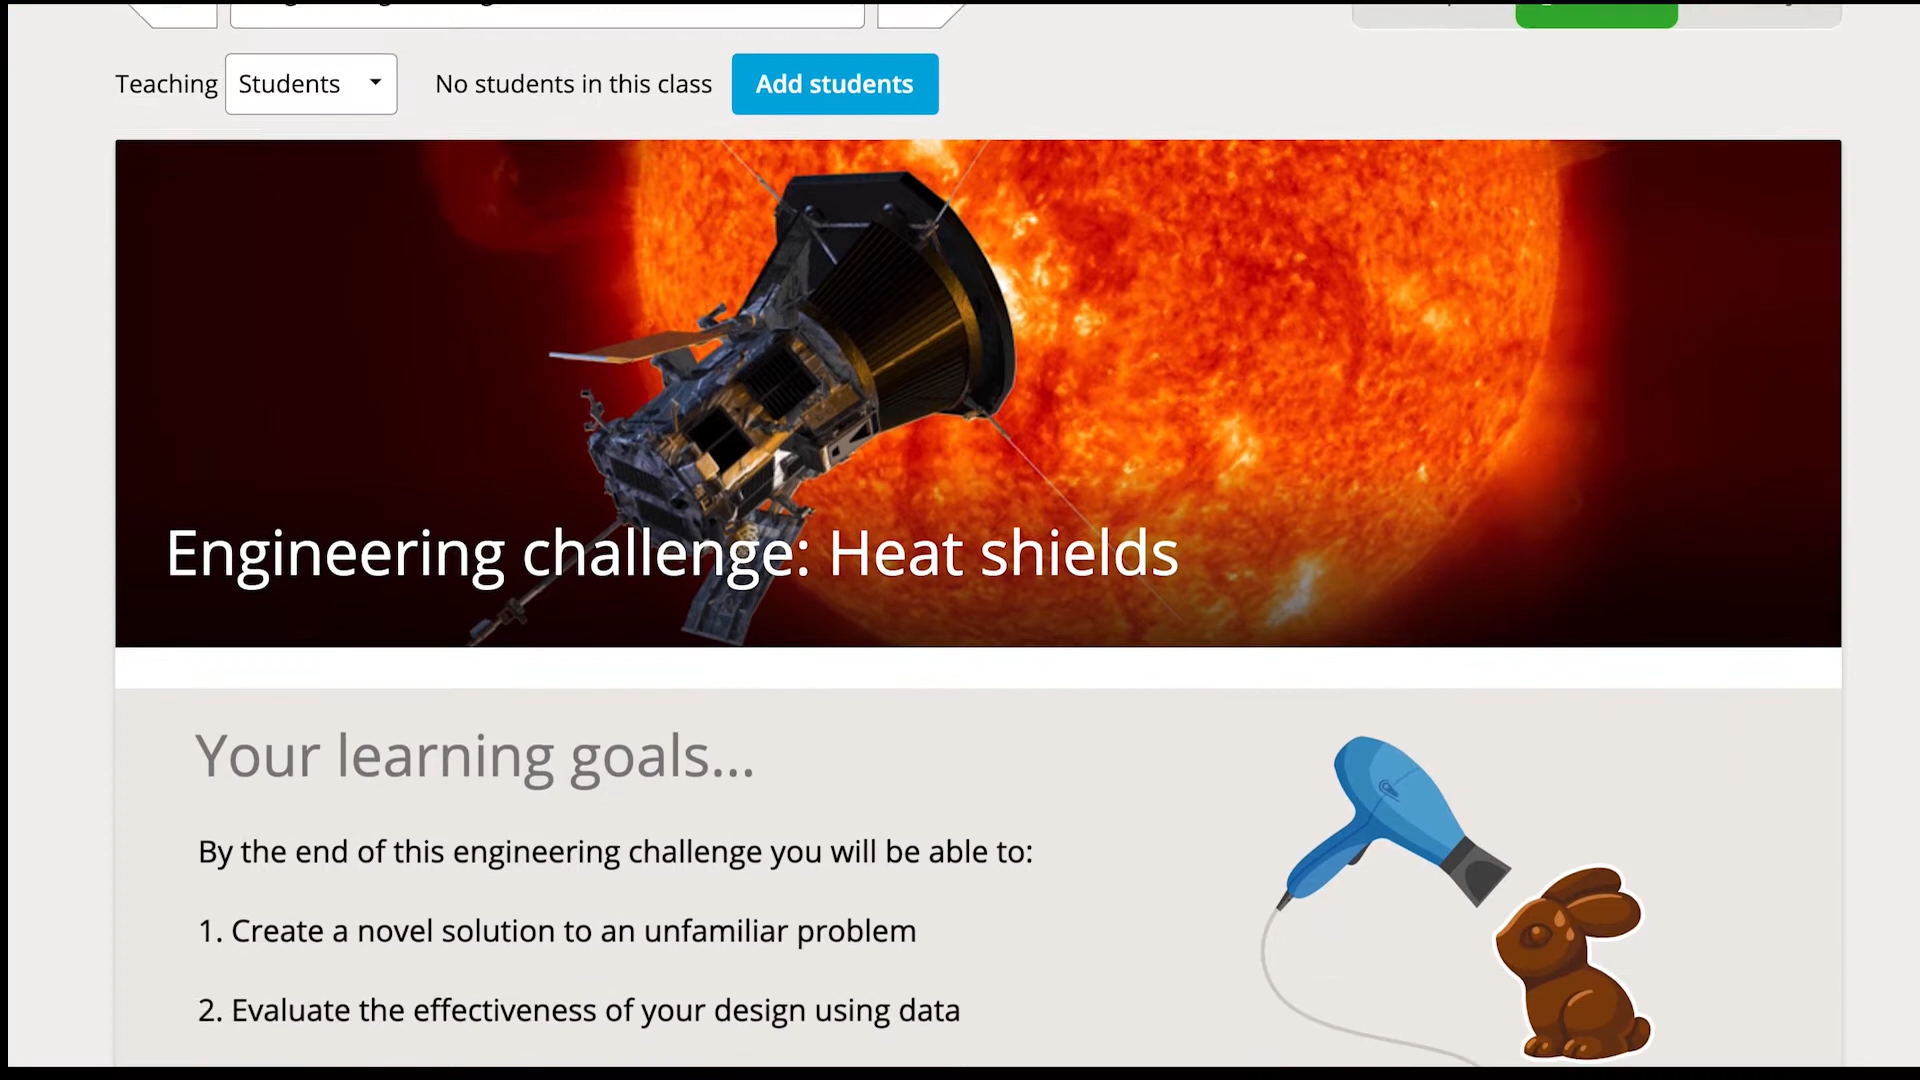 Teaching Students No students in this class Add students
Engineering challenge: Heat shields
Your learning goals...
By the end of this engineering challenge you will be able to:
1. Create a novel solution to an unfamiliar problem
2. Evaluate the effectiveness of your design using data